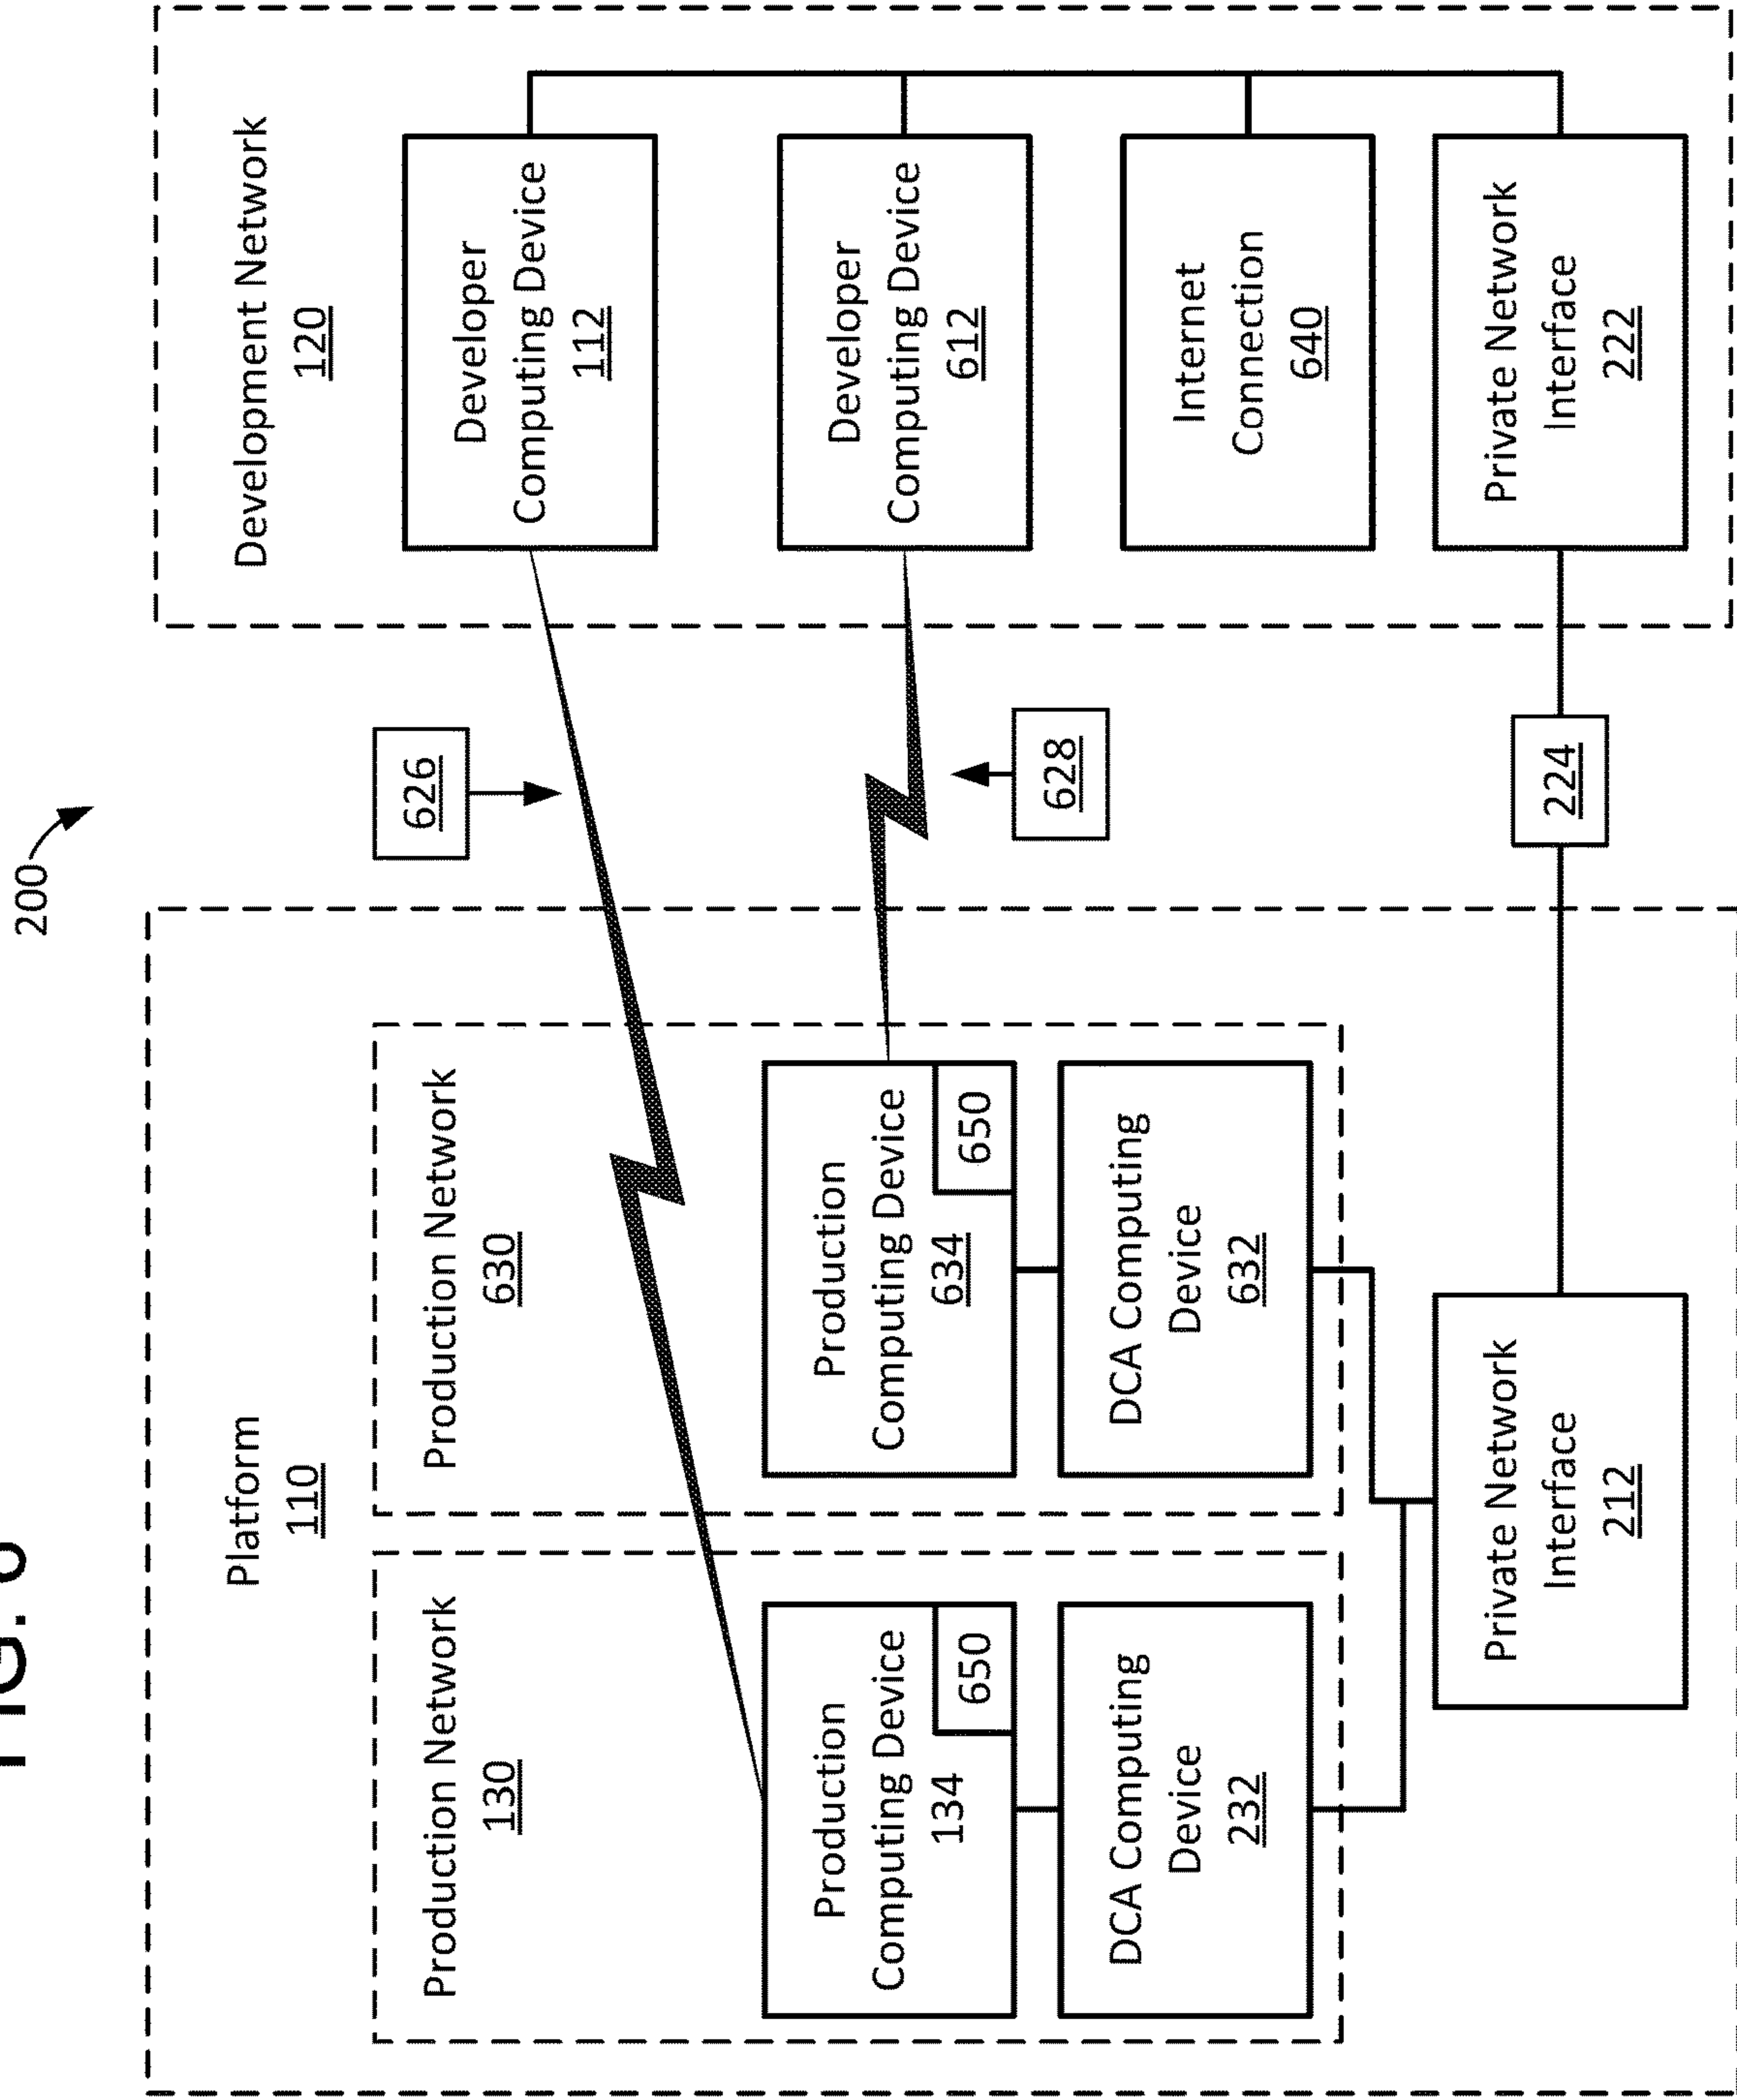 FIG. 6
200
Platform
110
Production Network
130
Production
Computing Device
134
650
DCA Computing
Device
232
Production Network
630
Production
Computing Device
634
650
DCA Computing
Device
632
Private Network
Interface
212
626
628
224
Development Network
120
Developer
Computing Device
112
Developer
Computing Device
612
Internet
Connection
640
Private Network
Interface
222